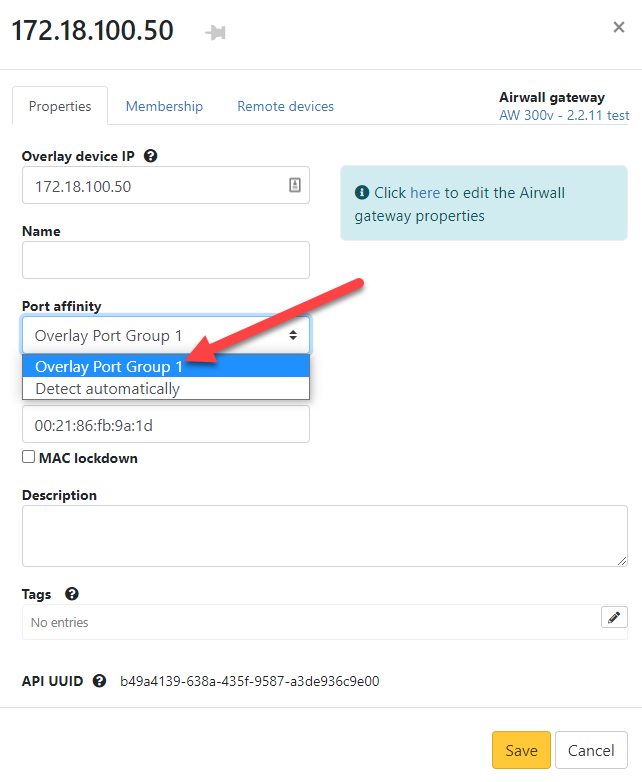 172.18.100.50
Properties
Membership
Remote devices
Airwall gateway
AW 300v - 2.2.11 test
Overlay device IP
172.18.100.50
Click here to edit the Airwall
gateway properties
Name
Port affinity
Overlay Port Group 1
Overlay Port Group 1
Detect automatically
00:21:86:fb:9a:1d
MAC lockdown
Description
Tags
No entries
API UUID b49a4139-638a-435f-9587-a3de936c9e00
Save
Cancel